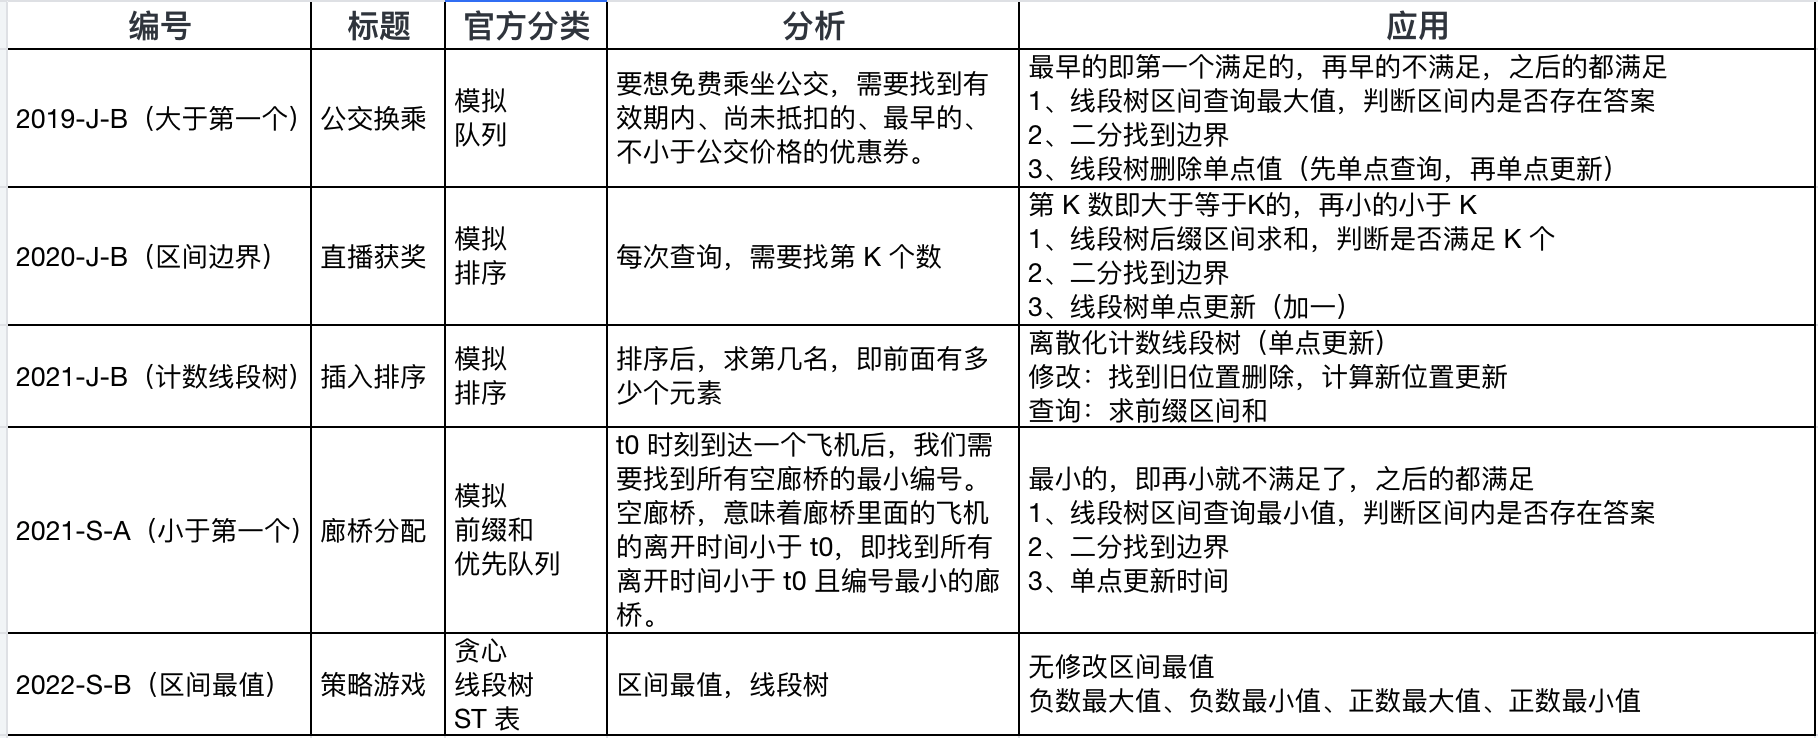 编号
标题
官方分类
分析
应用
2019-J-B（大于第一个）
公交换乘
模拟
队列
要想免费乘坐公交，需要找到有
效期内、尚未抵扣的、最早的、
不小于公交价格的优惠券。
最早的即第一个满足的，再早的不满足，之后的都满足
1、线段树区间查询最大值，判断区间内是否存在答案
2、二分找到边界
3、线段树删除单点值（先单点查询，再单点更新）
2020-J-B（区间边界）
直播获奖
模拟
排序
每次查询，需要找第 K 个数
第 K 数即大于等于K的，再小的小于 K
1、线段树后缀区间求和，判断是否满足 K 个
2、二分找到边界
3、线段树单点更新（加一）
2021-J-B（计数线段树）
插入排序
模拟
排序
排序后，求第几名，即前面有多
少个元素
离散化计数线段树（单点更新）
修改：找到旧位置删除，计算新位置更新
查询：求前缀区间和
2021-S-A（小于第一个）
廊桥分配
模拟
前缀和
优先队列
t0 时刻到达一个飞机后，我们需
要找到所有空廊桥的最小编号。
空廊桥，意味着廊桥里面的飞机
的离开时间小于 t0，即找到所有
离开时间小于 t0 且编号最小的廊
桥。
最小的，即再小就不满足了，之后的都满足
1、线段树区间查询最小值，判断区间内是否存在答案
2、二分找到边界
3、单点更新时间
2022-S-B（区间最值）
策略游戏
贪心
线段树
ST 表
区间最值，线段树
无修改区间最值
负数最大值、负数最小值、正数最大值、正数最小值